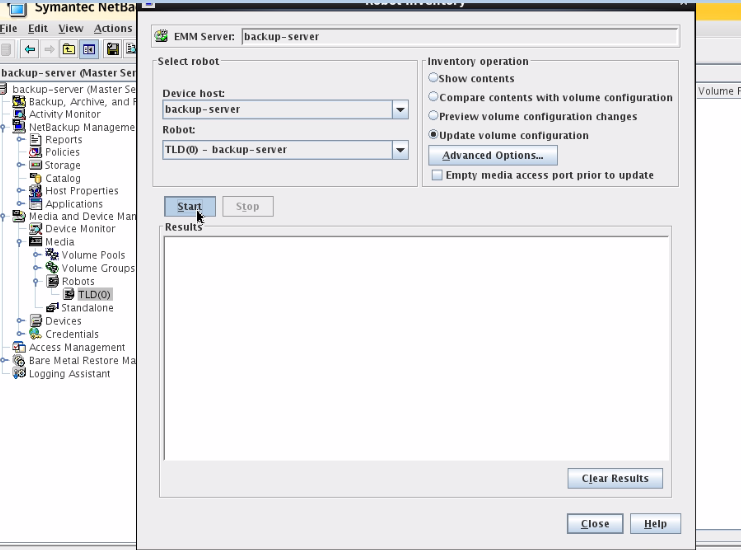 Symantec NetBa
Robot Inventory
File Edit View Actions
EMM Server: backup-server
backup-server (Master Ser
backup-server (Master Se
Backup, Archive, and R
Activity Monitor
NetBackup Manageme
Reports
Policies
Storage
Catalog
Host Properties
Applications
Media and Device Man
Device Monitor
Media
Volume Pools
Volume Groups
Robots
TLD(0)
Standalone
Devices
Credentials
Access Management
Bare Metal Restore Ma
Logging Assistant
Select robot
Device host:
backup-server
Robot:
TLD(0) - backup-server
Inventory operation
Show contents
Compare contents with volume configuration
Preview volume configuration changes
Update volume configuration
Advanced Options...
Empty media access port prior to update
Start Stop
Results
Clear Results
Close Help
Volume P